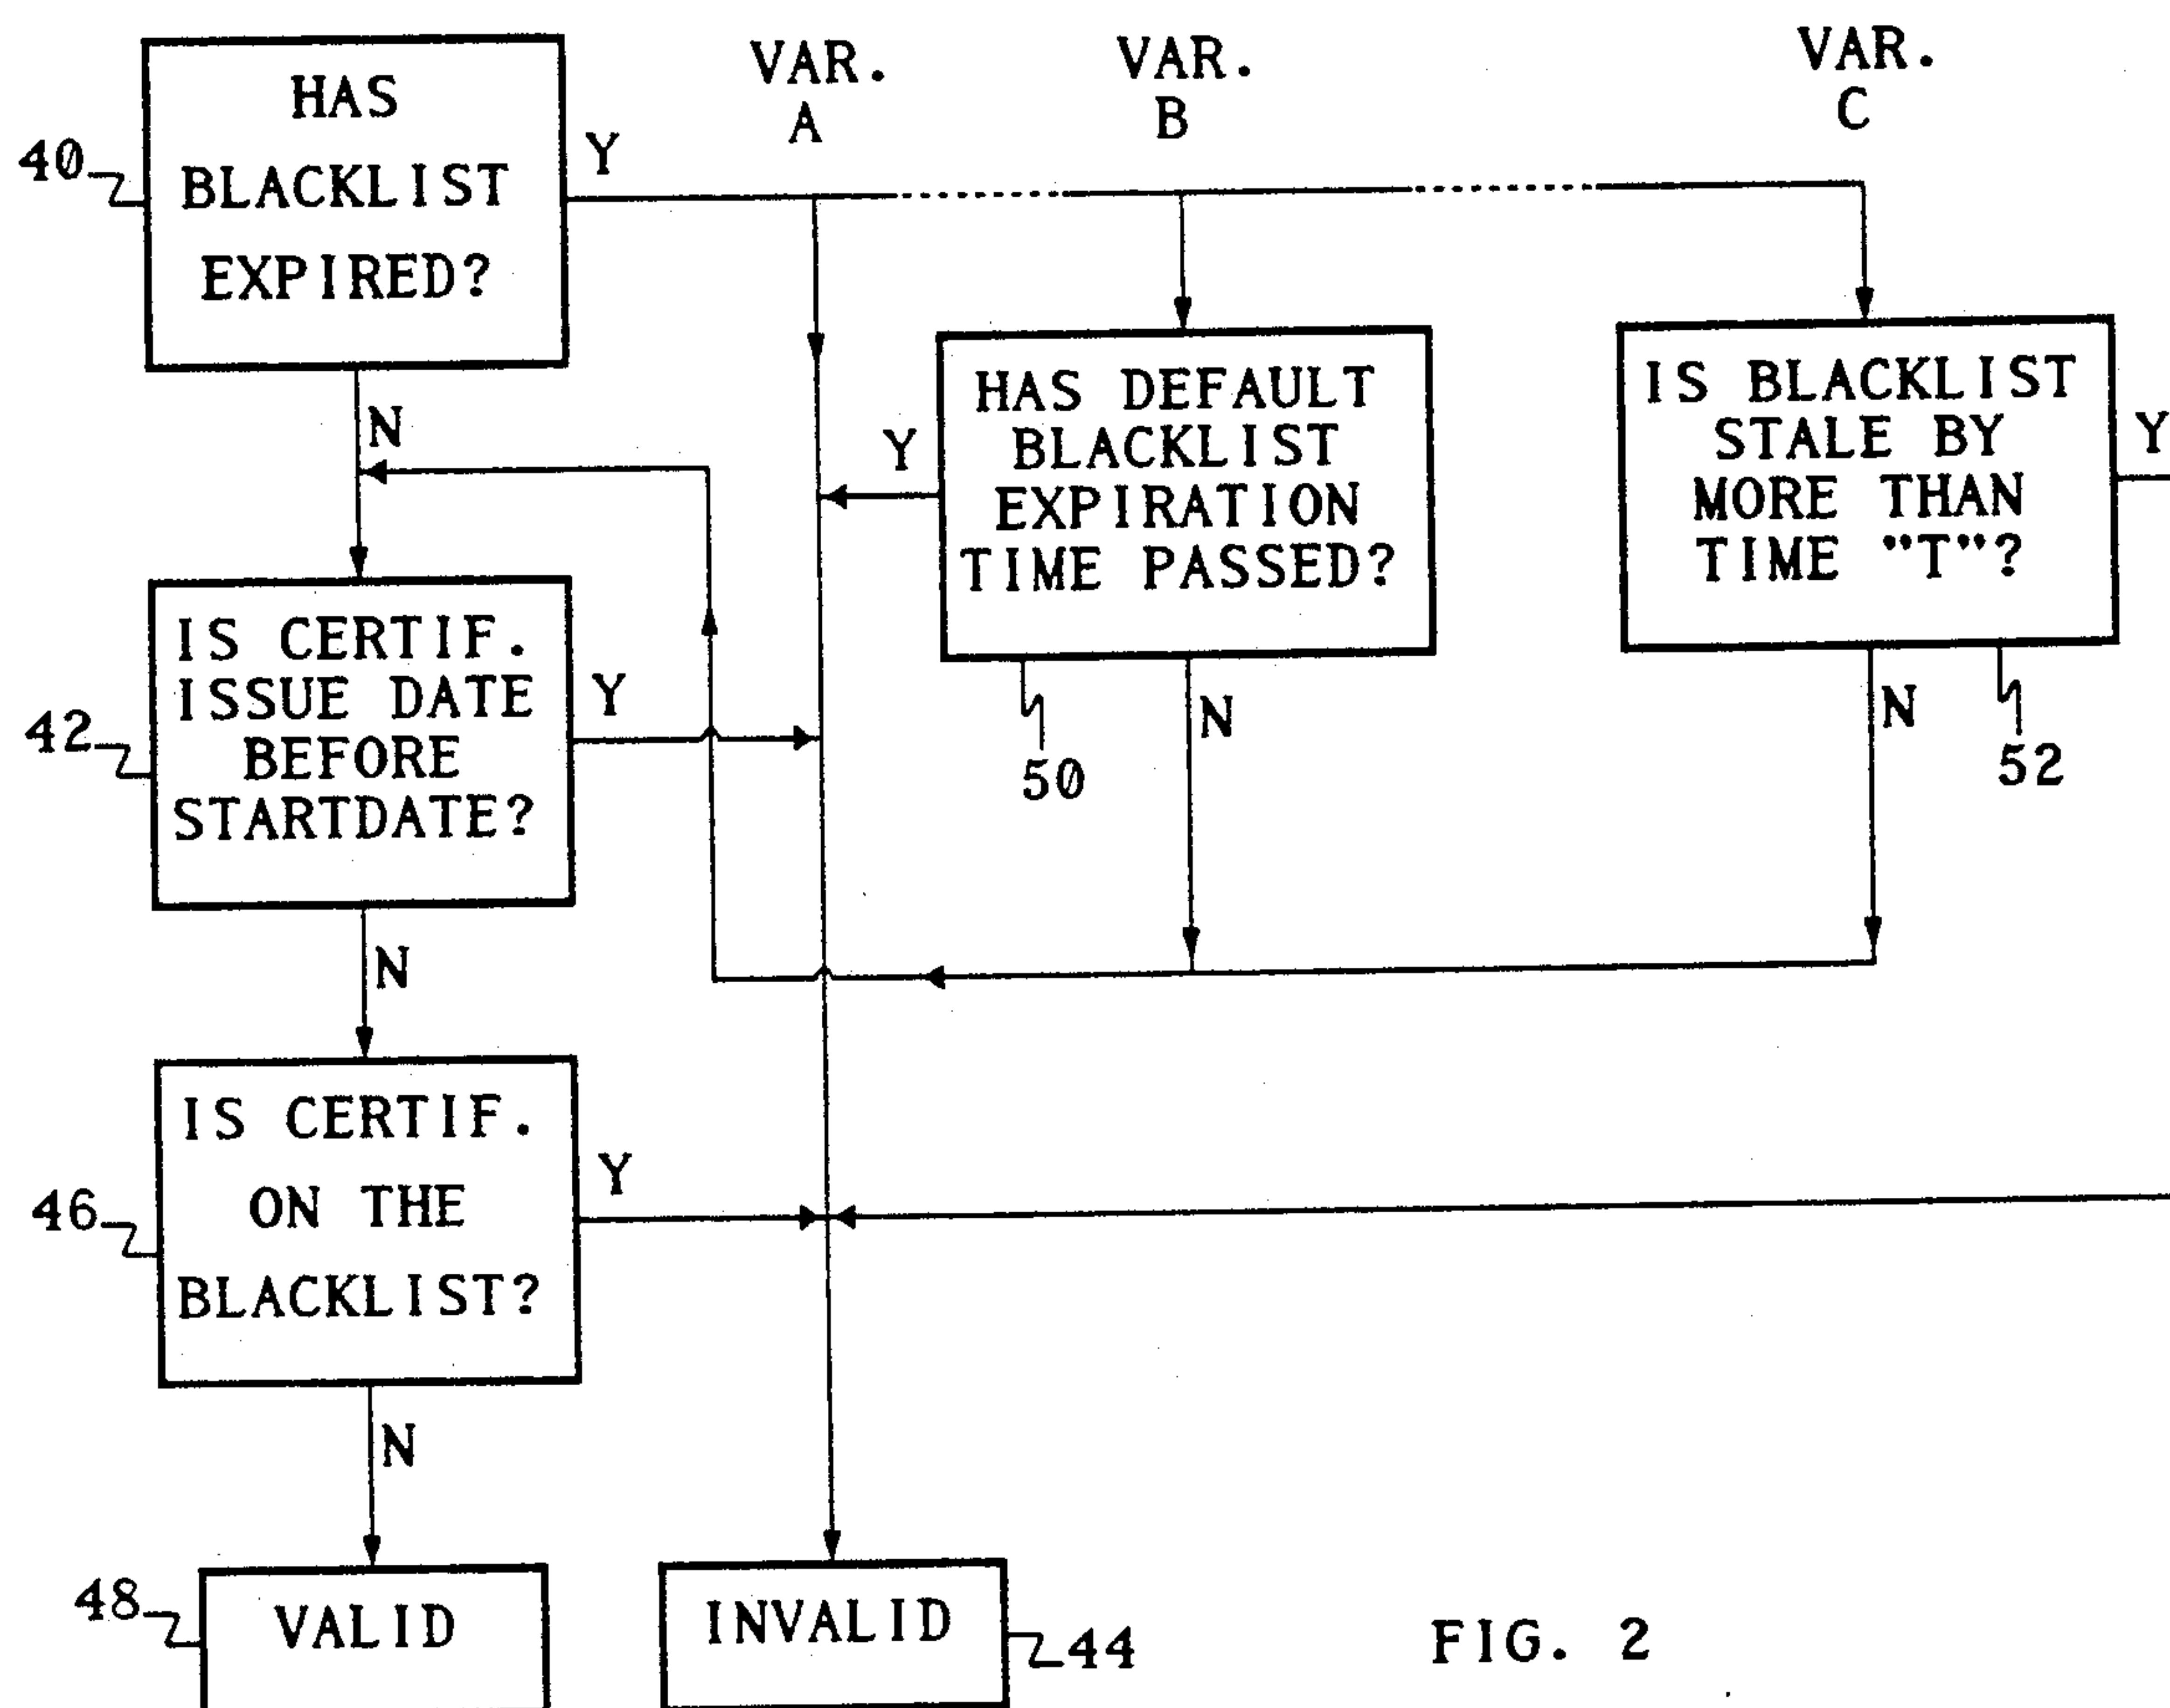 HAS
BLACKLIST
EXPIRED?
40
Y
N
VAR.
A
VAR.
B
VAR.
C
HAS DEFAULT
BLACKLIST
EXPIRATION
TIME PASSED?
Y
N
50
IS BLACKLIST
STALE BY
MORE THAN
TIME "T"?
Y
N
52
IS CERTIF.
ISSUE DATE
BEFORE
STARTDATE?
42
Y
N
IS CERTIF.
ON THE
BLACKLIST?
46
Y
N
48
VALID
INVALID
44
FIG. 2